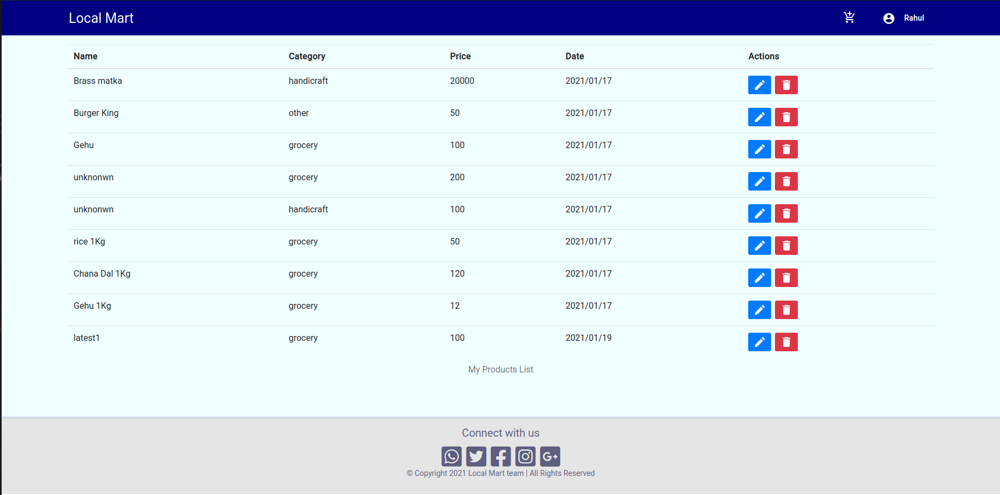 Local Mart Rahul
Name Category Price Date Actions
Brass matka handicraft 20000 2021/01/17
Burger King other 50 2021/01/17
Gehu grocery 100 2021/01/17
unknonwn grocery 200 2021/01/17
unknonwn handicraft 100 2021/01/17
rice 1Kg grocery 50 2021/01/17
Chana Dal 1Kg grocery 120 2021/01/17
Gehu 1Kg grocery 12 2021/01/17
latest1 grocery 100 2021/01/19
My Products List
Connect with us
G+
© Copyright 2021 Local Mart team | All Rights Reserved